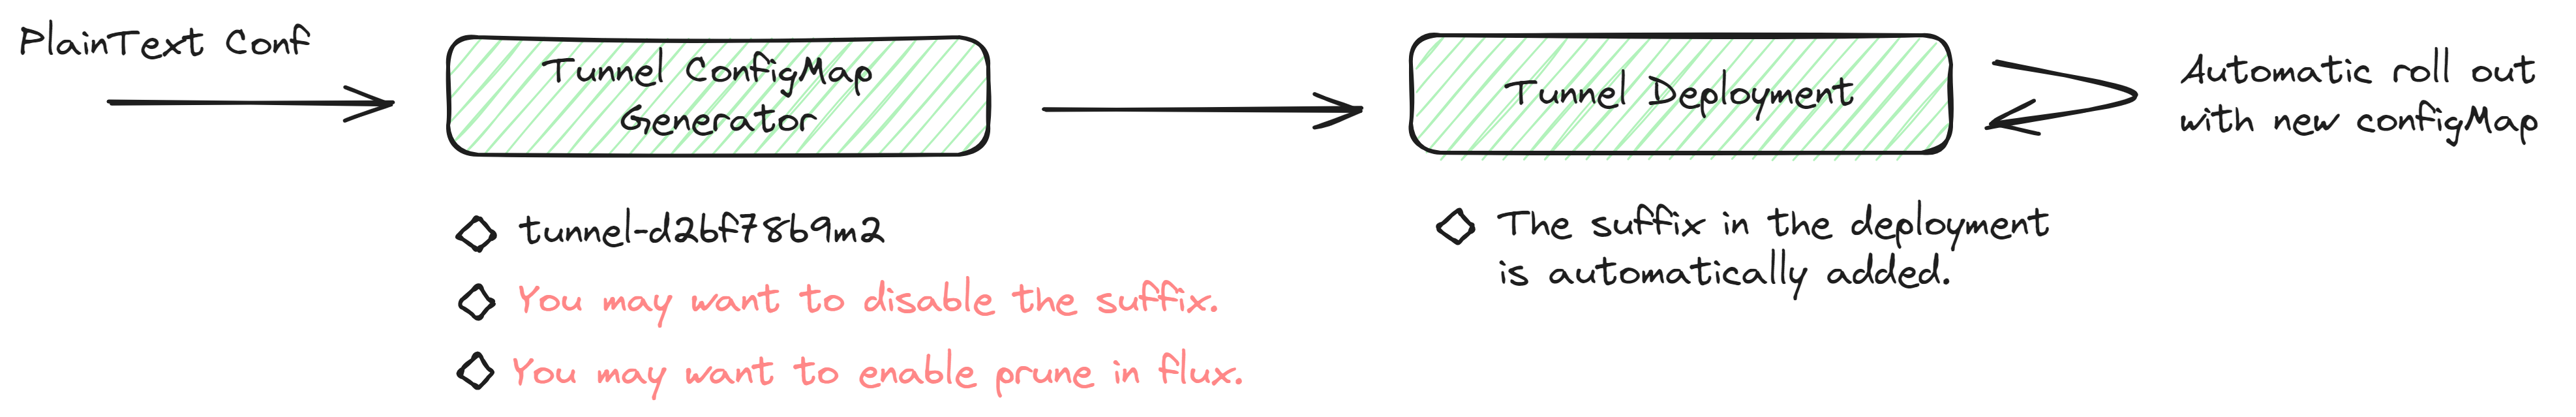 PlainText Conf
Tunnel ConfigMap
Generator
Tunnel Deployment
Automatic roll out
with new configMap
tunnel-d2bf78b9m2
You may want to disable the suffix.
You may want to enable prune in flux.
The suffix in the deployment
is automatically added.